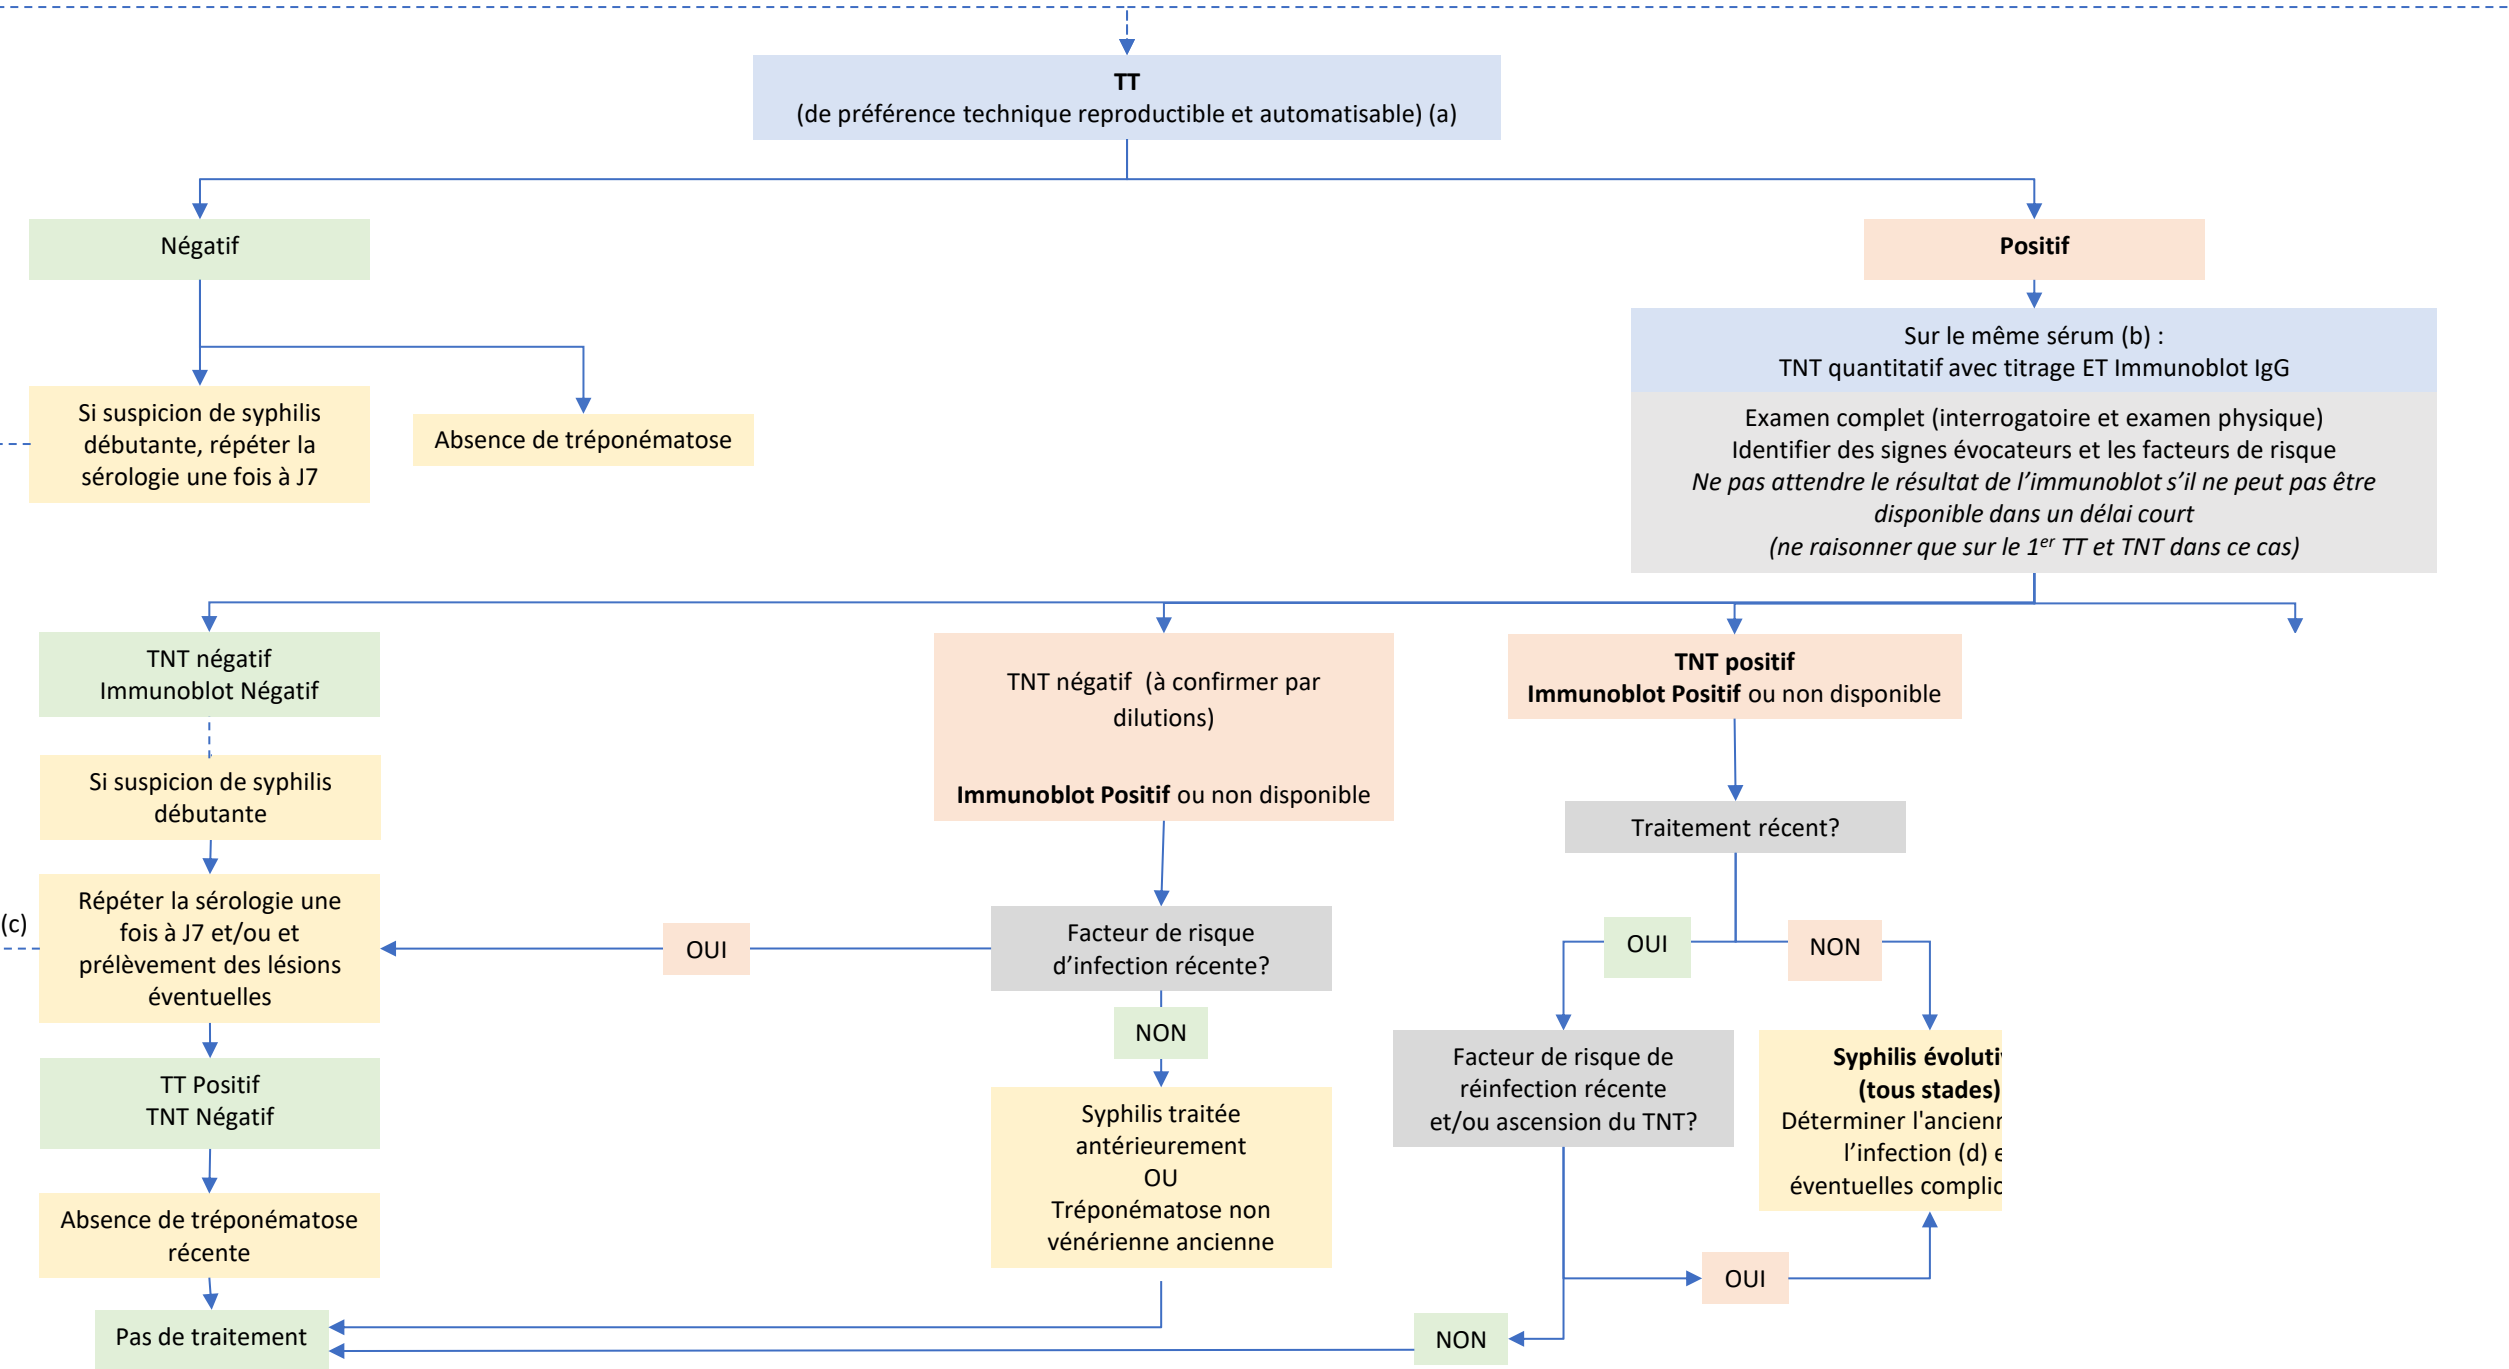 TT
(de préférence technique reproductible et automatisable) (a)
Négatif
Positif
Sur le même sérum (b) :
TNT quantitatif avec titrage ET Immunoblot IgG
Si suspicion de syphilis
débutante, répéter la
sérologie une fois à J7
Absence de tréponématose
Examen complet (interrogatoire et examen physique)
Identifier des signes évocateurs et les facteurs de risque
Ne pas attendre le résultat de l’immunoblot s’il ne peut pas être
disponible dans un délai court
(ne raisonner que sur le 1er TT et TNT dans ce cas)
TNT négatif
Immunoblot Négatif
TNT négatif (à confirmer par
dilutions)
Immunoblot Positif ou non disponible
TNT positif
Immunoblot Positif ou non disponible
Si suspicion de syphilis
débutante
Traitement récent?
Répéter la sérologie une
fois à J7 et/ou et
prélèvement des lésions
éventuelles
(c)
OUI
Facteur de risque
d’infection récente?
OUI
NON
NON
TT Positif
TNT Négatif
Syphilis traitée
antérieurement
OU
Tréponématose non
vénérienne ancienne
Facteur de risque de
réinfection récente
et/ou ascension du TNT?
Syphilis évoluti
(tous stades)
Déterminer l'ancienn
l’infection (d) e
éventuelles complic
Absence de tréponématose
récente
OUI
Pas de traitement
NON